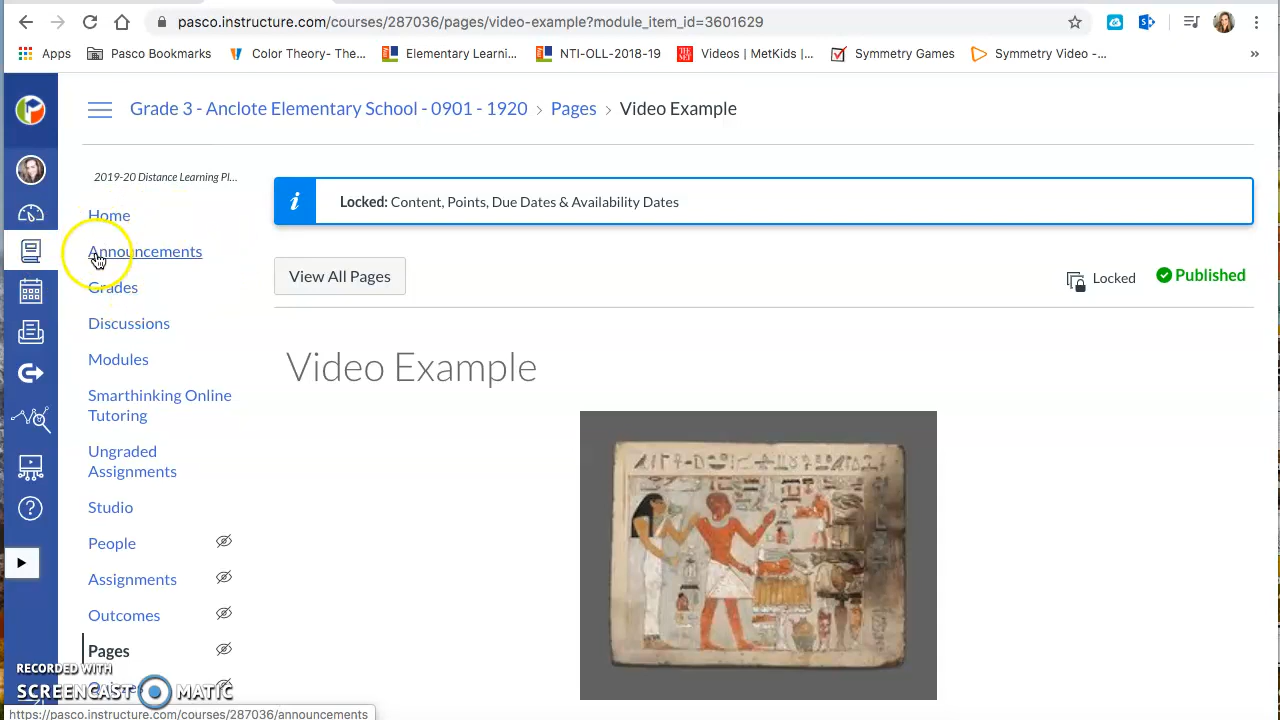 pasco.instructure.com/courses/287036/pages/video-example?module_item_id=3601629
Apps Pasco Bookmarks Color Theory- The... Elementary Learni... NTI-OLL-2018-19 Videos | MetKids |... Symmetry Games Symmetry Video -... »
Grade 3 - Anclote Elementary School - 0901 - 1920 › Pages › Video Example
2019-20 Distance Learning Pl...
i Locked: Content, Points, Due Dates & Availability Dates
Home
Announcements
View All Pages
Locked Published
Grades
Discussions
Modules
Video Example
Smarthinking Online
Tutoring
Ungraded
Assignments
Studio
People
Assignments
Outcomes
Pages
RECORDED WITH
SCREENCAST MATIC
https://pasco.instructure.com/courses/287036/announcements